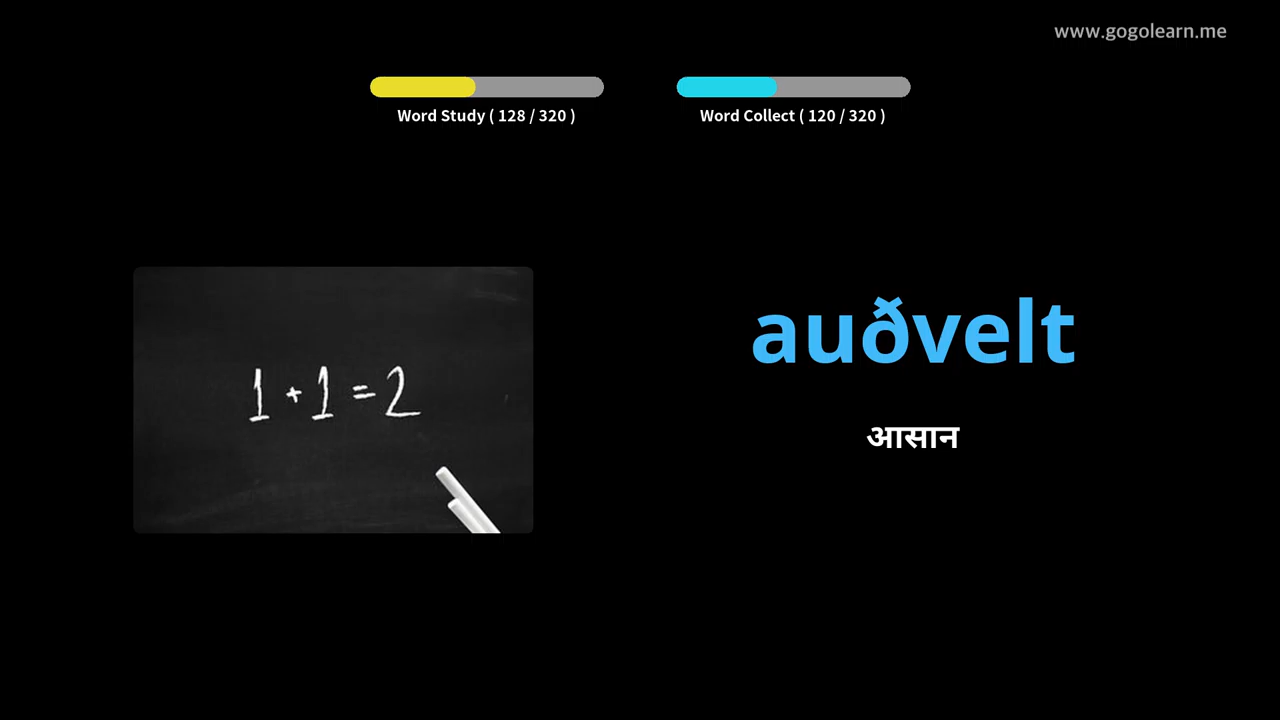 www.gogolearn.me
Word Study ( 128 / 320 )
Word Collect ( 120 / 320 )
1 + 1 = 2
auðvelt
आसान